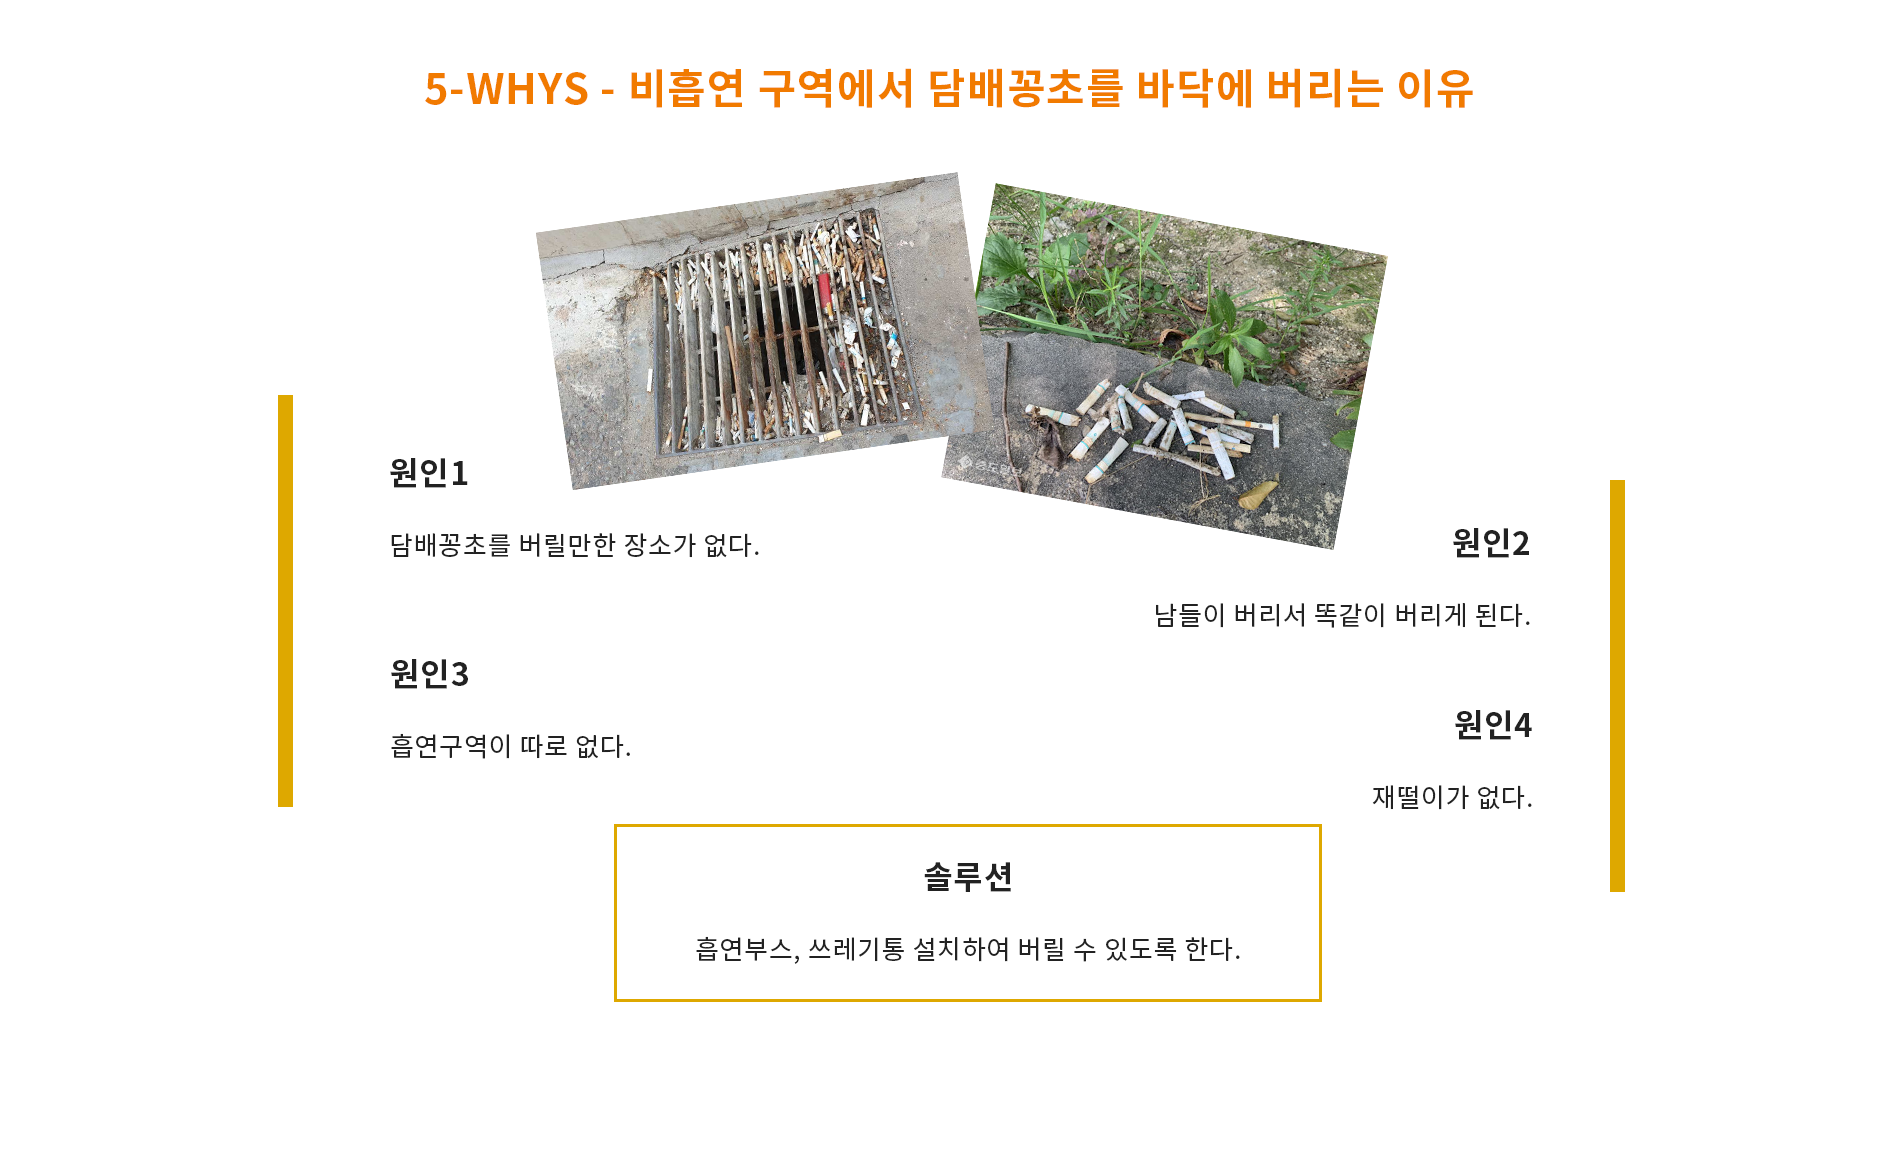 5-WHYS - 비흡연 구역에서 담배꽁초를 바닥에 버리는 이유
원인1
담배꽁초를 버릴만한 장소가 없다.
원인2
남들이 버리서 똑같이 버리게 된다.
원인3
흡연구역이 따로 없다.
원인4
재떨이가 없다.
솔루션
흡연부스, 쓰레기통 설치하여 버릴 수 있도록 한다.